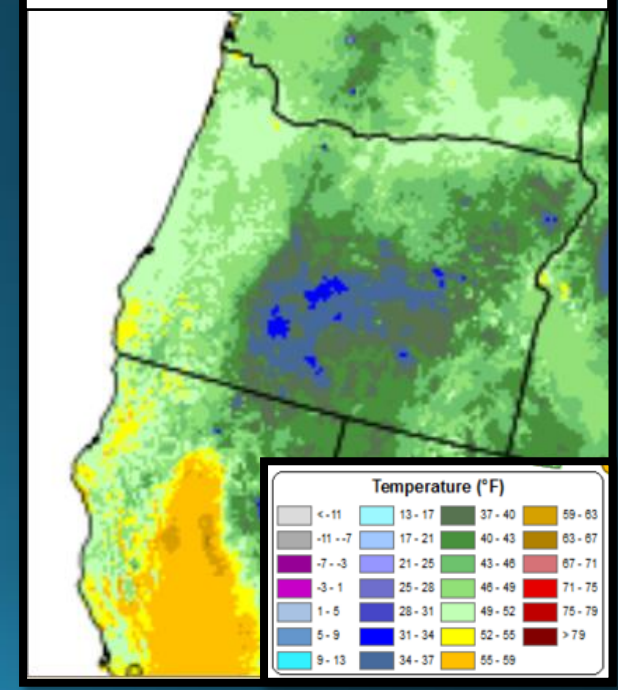 Temperature (°F)
< -11 13 - 17 37 - 40 59 - 63
-11 - -7 17 - 21 40 - 43 63 - 67
-7 - -3 21 - 25 43 - 46 67 - 71
-3 - 1 25 - 28 46 - 49 71 - 75
1 - 5 28 - 31 49 - 52 75 - 79
5 - 9 31 - 34 52 - 55 > 79
9 - 13 34 - 37 55 - 59